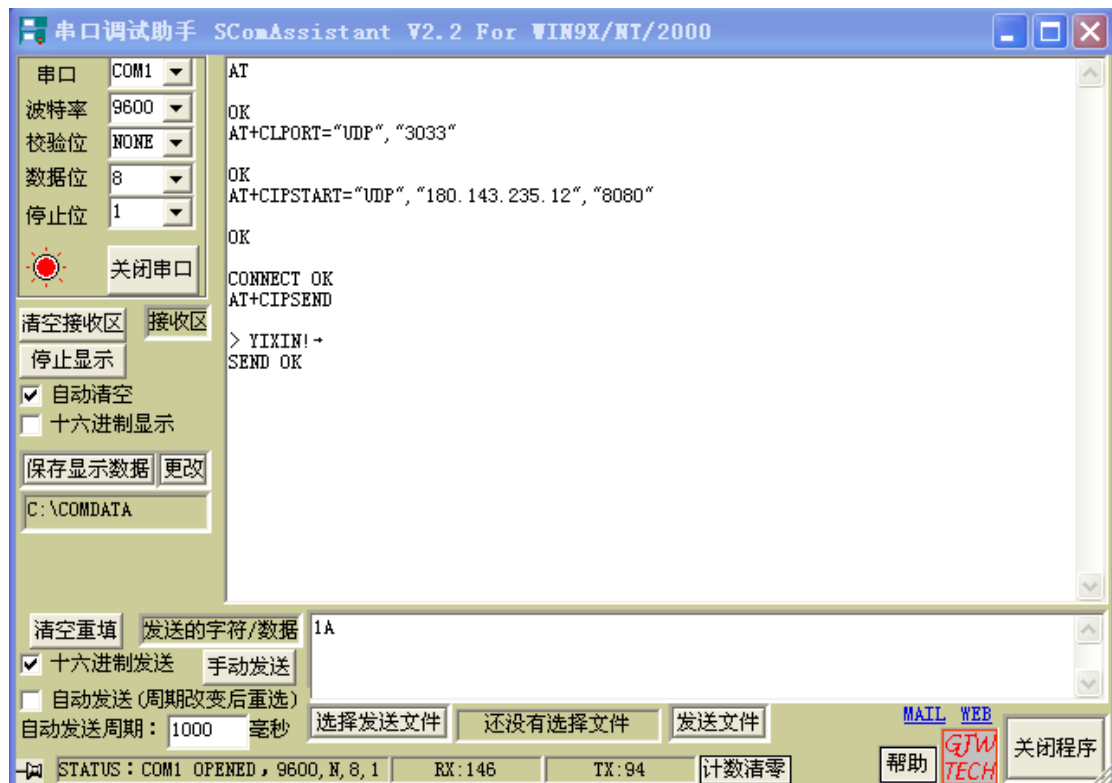 串口调试助手 SComAssistant V2.2 For WIN9X/NT/2000
串口 COM1
波特率 9600
校验位 NONE
数据位 8
停止位 1
关闭串口
清空接收区 接收区
停止显示
自动清空
十六进制显示
保存显示数据 更改
C:\COMDATA
AT
OK
AT+CLPORT="UDP","3033"
OK
AT+CIPSTART="UDP","180.143.235.12","8080"
OK
CONNECT OK
AT+CIPSEND
> YIXIN!→
SEND OK
清空重填 发送的字符/数据 1A
十六进制发送 手动发送
自动发送(周期改变后重选)
自动发送周期: 1000 毫秒 选择发送文件 还没有选择文件 发送文件 MAIL WEB
STATUS:COM1 OPENED,9600,N,8,1 RX:146 TX:94 计数清零 帮助 GJW TECH 关闭程序